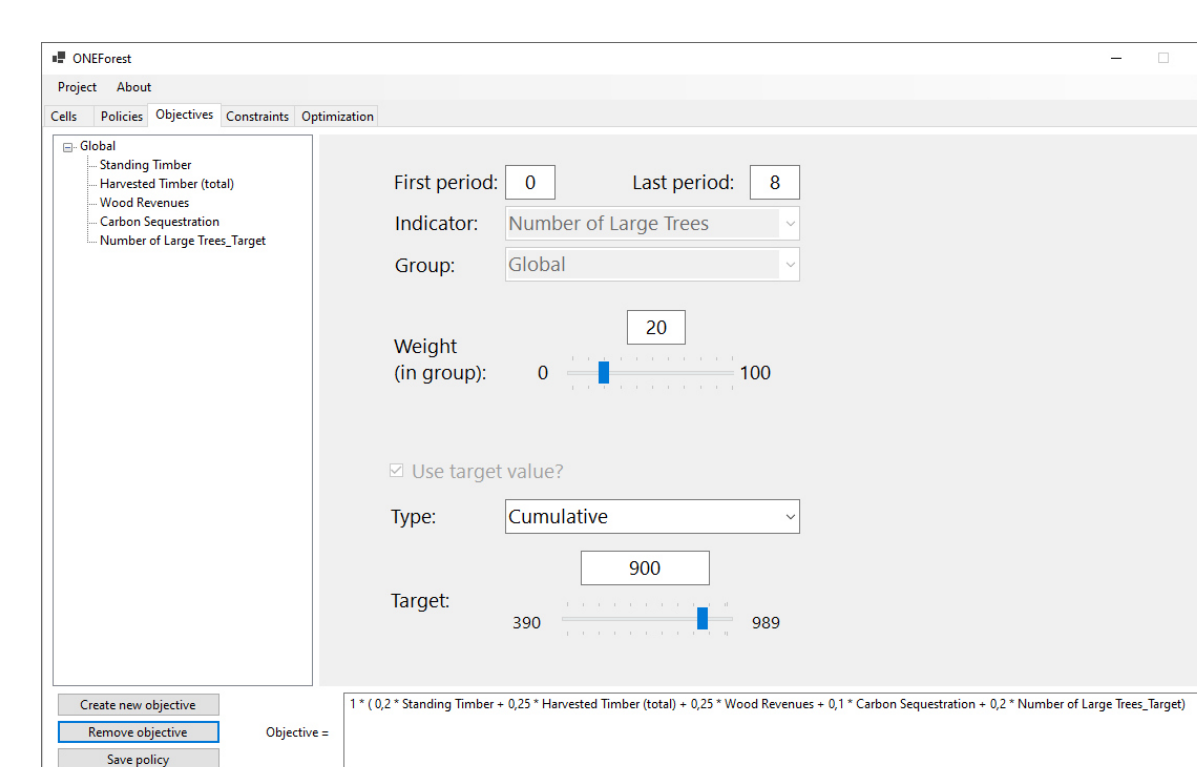 ONEForest
Project About
Cells Policies Objectives Constraints Optimization
Global
Standing Timber
Harvested Timber (total)
Wood Revenues
Carbon Sequestration
Number of Large Trees_Target
First period: 0 Last period: 8
Indicator: Number of Large Trees
Group: Global
20
Weight
(in group): 0 100
Use target value?
Type: Cumulative
900
Target:
390 989
Create new objective
Remove objective
Save policy
Objective =
1 * ( 0,2 * Standing Timber + 0,25 * Harvested Timber (total) + 0,25 * Wood Revenues + 0,1 * Carbon Sequestration + 0,2 * Number of Large Trees_Target)